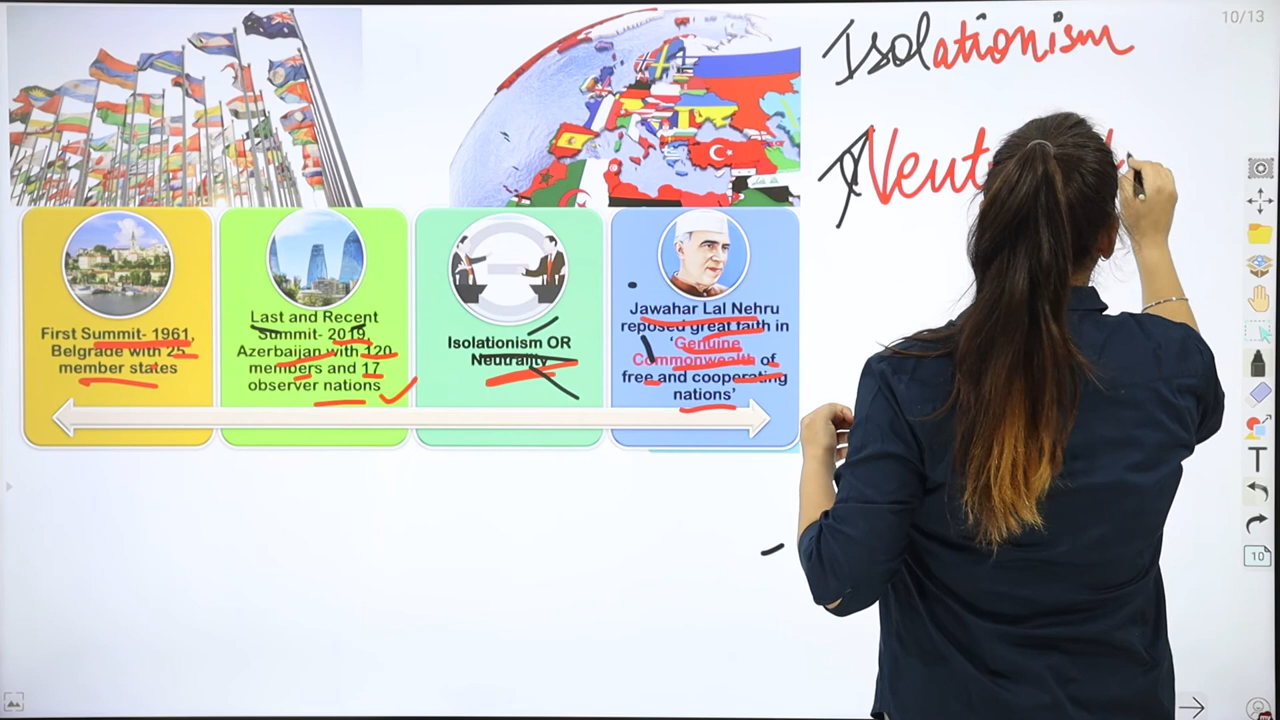 10/13
Isolationism
First Summit- 1961,
Belgrade with 25
member states
Last and Recent
Summit- 2019,
Azerbaijan with 120
members and 17
observer nations
Isolationism OR
Neutrality
Jawahar Lal Nehru
reposed great faith in
‘Genuine
Commonwealth of
free and cooperating
nations’
T
10